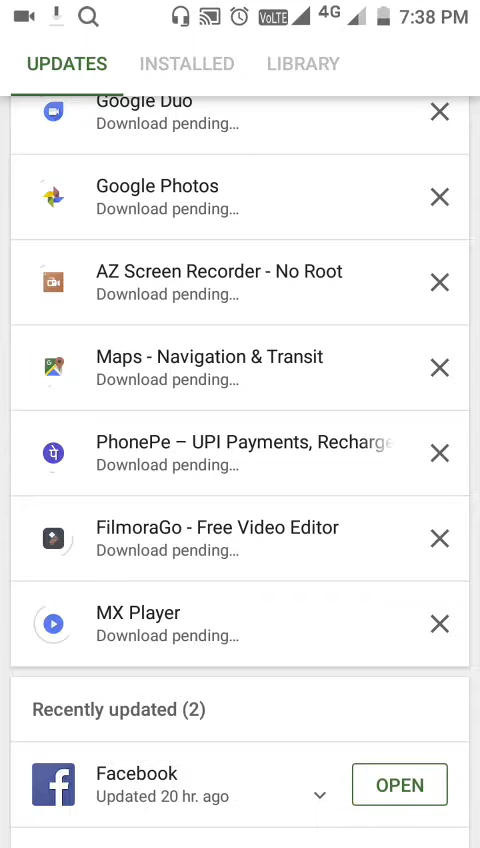 VoLTE 4G 7:38 PM
UPDATES INSTALLED LIBRARY
Google Duo
Download pending...
Google Photos
Download pending...
AZ Screen Recorder - No Root
Download pending...
Maps - Navigation & Transit
Download pending...
पे PhonePe – UPI Payments, Recharge
Download pending...
FilmoraGo - Free Video Editor
Download pending...
MX Player
Download pending...
Recently updated (2)
Facebook
Updated 20 hr. ago
OPEN